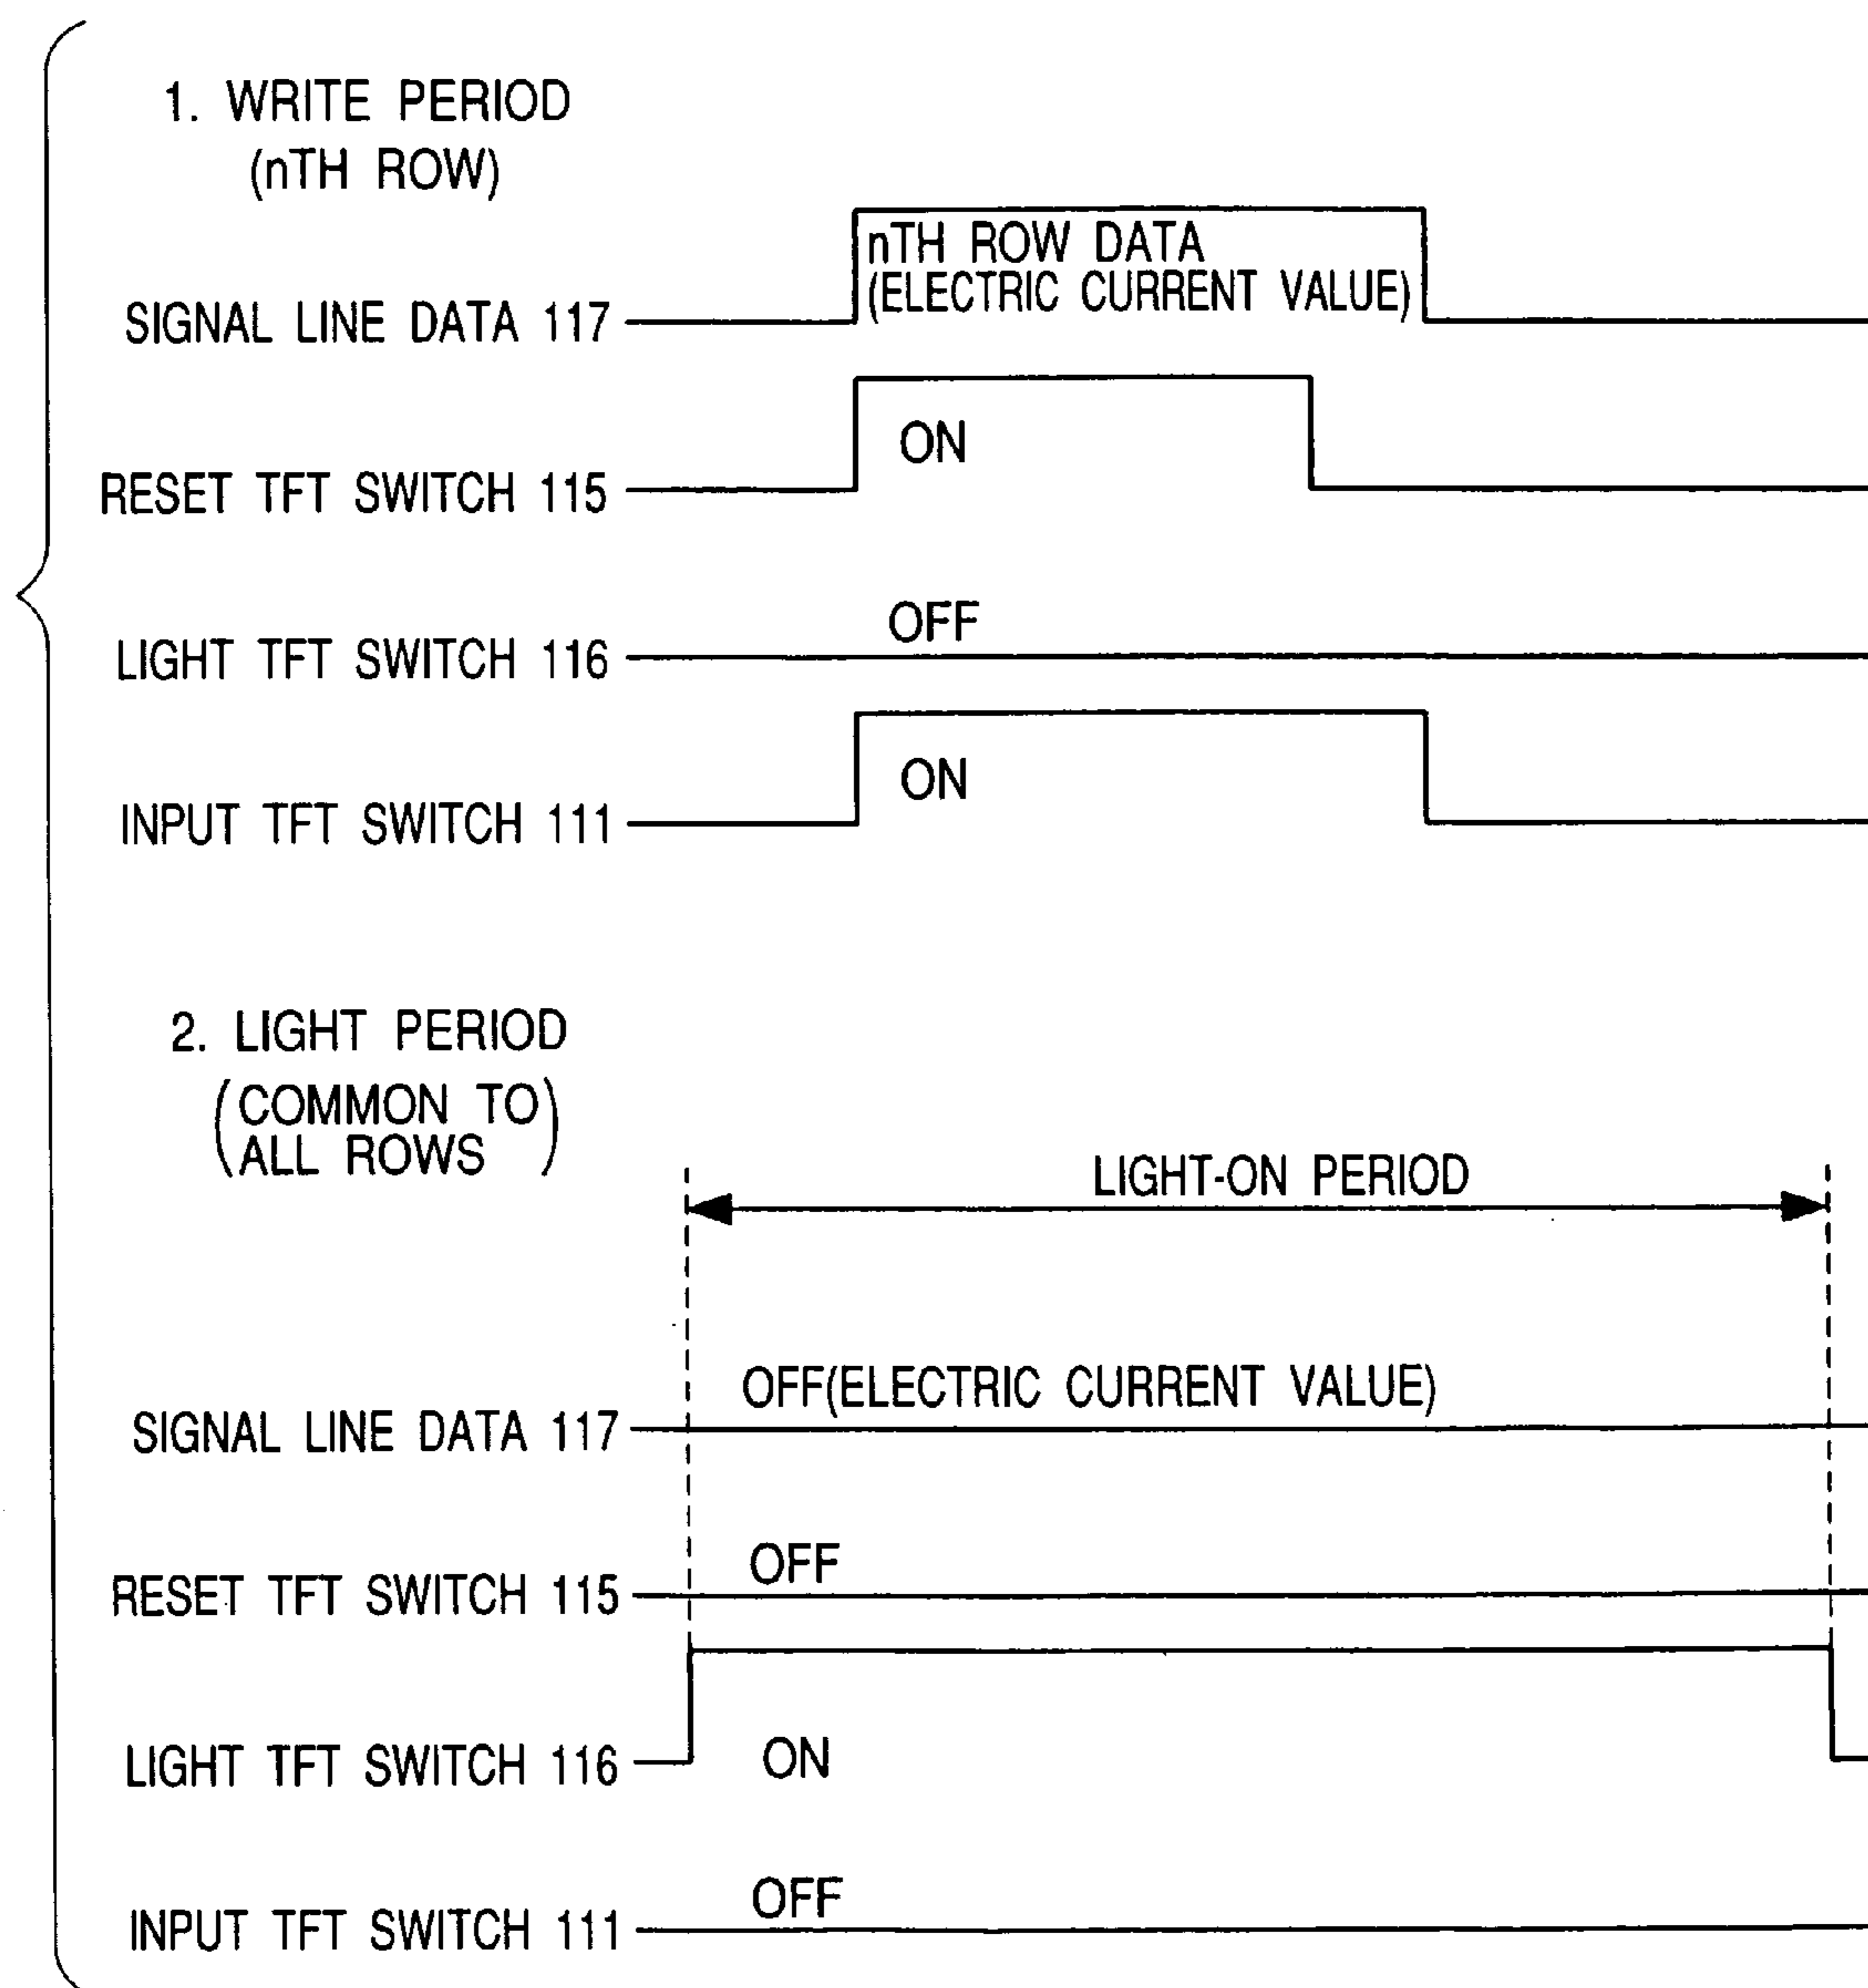 1. WRITE PERIOD
(nTH ROW)
nTH ROW DATA
(ELECTRIC CURRENT VALUE)
SIGNAL LINE DATA 117
ON
RESET TFT SWITCH 115
OFF
LIGHT TFT SWITCH 116
ON
INPUT TFT SWITCH 111
2. LIGHT PERIOD
(COMMON TO
ALL ROWS)
LIGHT-ON PERIOD
OFF(ELECTRIC CURRENT VALUE)
SIGNAL LINE DATA 117
OFF
RESET TFT SWITCH 115
LIGHT TFT SWITCH 116
ON
OFF
INPUT TFT SWITCH 111